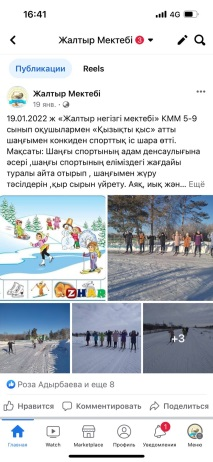 16:41
4G
Жалтыр Мектебі 3
Публикации
Reels
Жалтыр Мектебі
19 янв.
19.01.2022 ж «Жалтыр негізгі мектебі» КММ 5-9
сынып оқушылармен «Қызықты қыс» атты
шаңғымен конкиден спорттық іс шара өтті.
Мақсаты: Шаңғы спортының адам денсаулығына
әсері ,шаңғы спортының еліміздегі жағдайы
туралы айта отырып , шаңғымен жүру
тәсілдерін ,қыр сырын үйрету. Аяқ, иық жән... Ещё
ZHAR
+3
Роза Адырбаева и еще 8
Нравится
Комментировать
Поделиться
1
Главная
Watch
Marketplace
Профиль
Уведомления
Меню